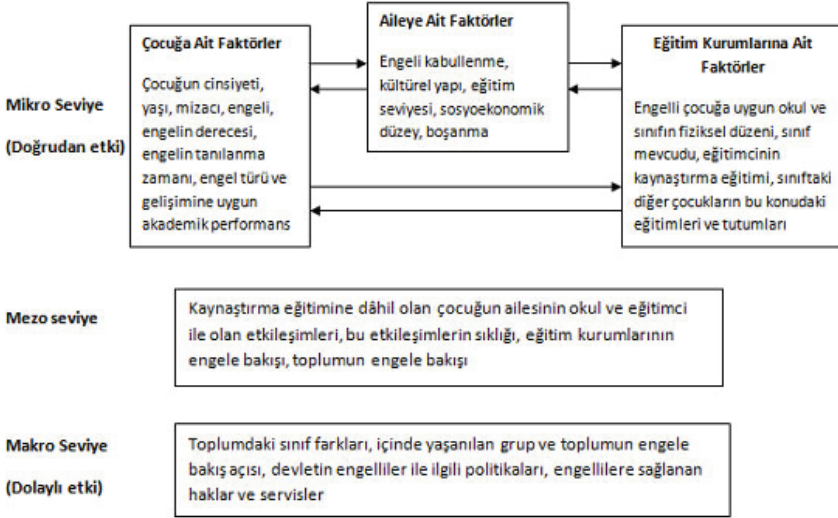 Çocuğa Ait Faktörler
Çocuğun cinsiyeti,
yaşı, mizacı, engeli,
engelin derecesi,
engelin tanılanma
zamanı, engel türü ve
gelişimine uygun
akademik performans
Aileye Ait Faktörler
Engeli kabullenme,
kültürel yapı, eğitim
seviyesi, sosyoekonomik
düzey, boşanma
Eğitim Kurumlarına Ait
Faktörler
Engelli çocuğa uygun okul ve
sınıfın fiziksel düzeni, sınıf
mevcudu, eğitimcinin
kaynaştırma eğitimi, sınıftaki
diğer çocukların bu konudaki
eğitimleri ve tutumları
Mikro Seviye
(Doğrudan etki)
Mezo seviye
Kaynaştırma eğitimine dâhil olan çocuğun ailesinin okul ve eğitimci
ile olan etkileşimleri, bu etkileşimlerin sıklığı, eğitim kurumlarının
engele bakışı, toplumun engele bakışı
Makro Seviye
(Dolaylı etki)
Toplumdaki sınıf farkları, içinde yaşanılan grup ve toplumun engele
bakış açısı, devletin engelliler ile ilgili politikaları, engellilere sağlanan
haklar ve servisler